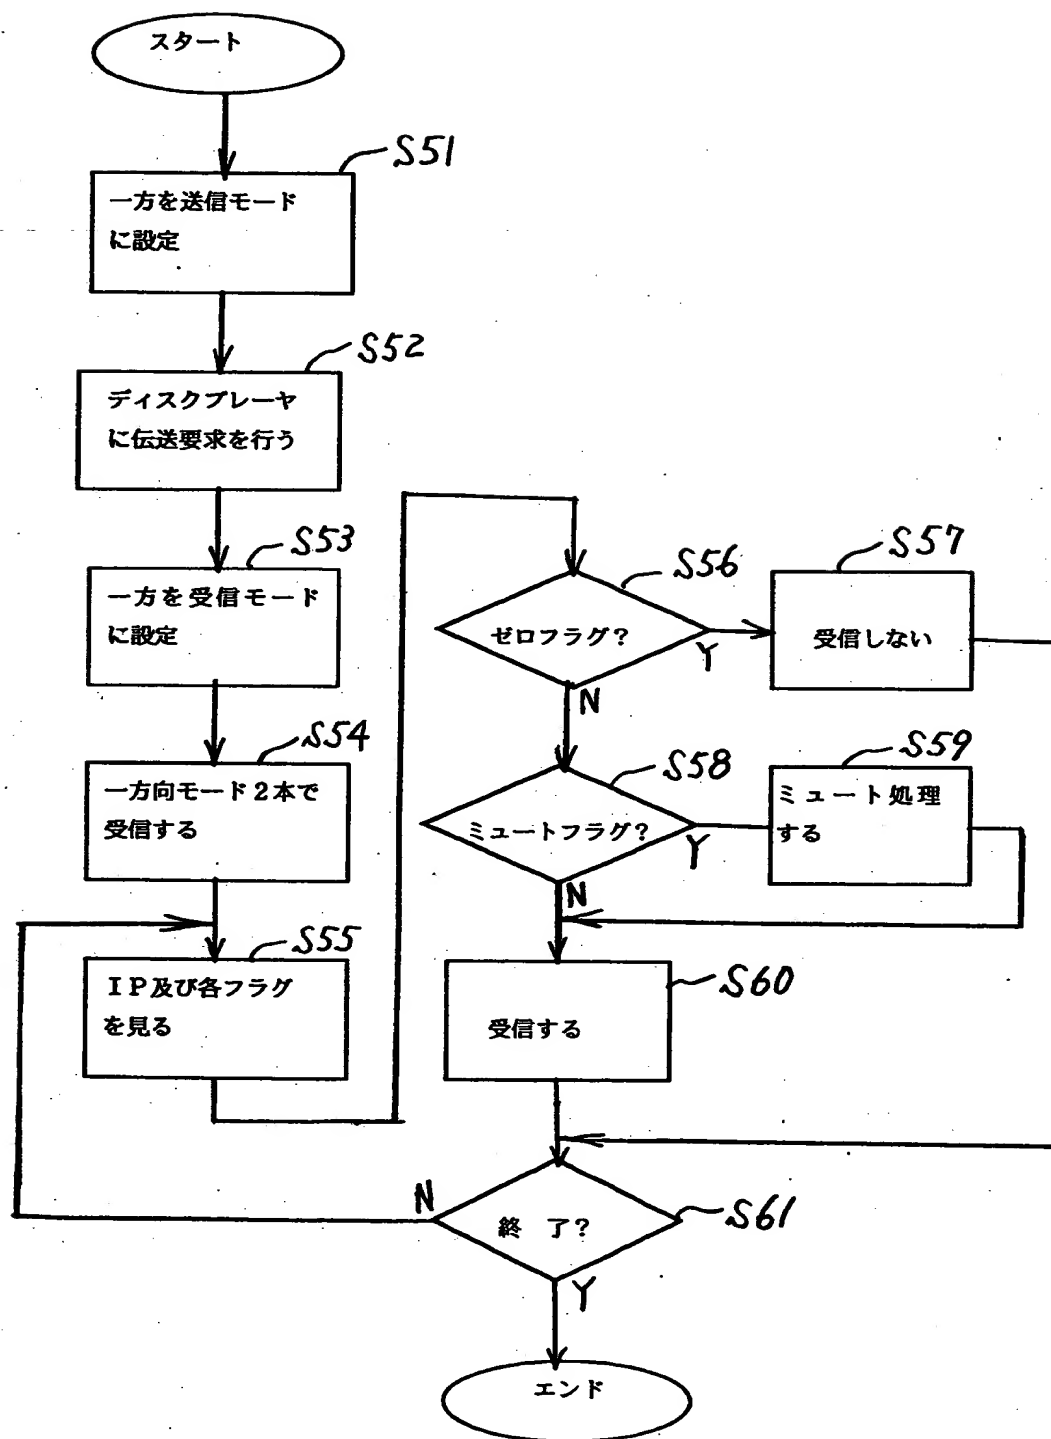 スタート
S51
一方を送信モード
に設定
S52
ディスクプレーヤ
に伝送要求を行う
S53
一方を受信モード
に設定
S54
一方向モード2本で
受信する
S55
IP及び各フラグ
を見る
S56
ゼロフラグ?
Y
N
S57
受信しない
S58
ミュートフラグ?
Y
N
S59
ミュート処理
する
S60
受信する
S61
終 了?
N
Y
エンド